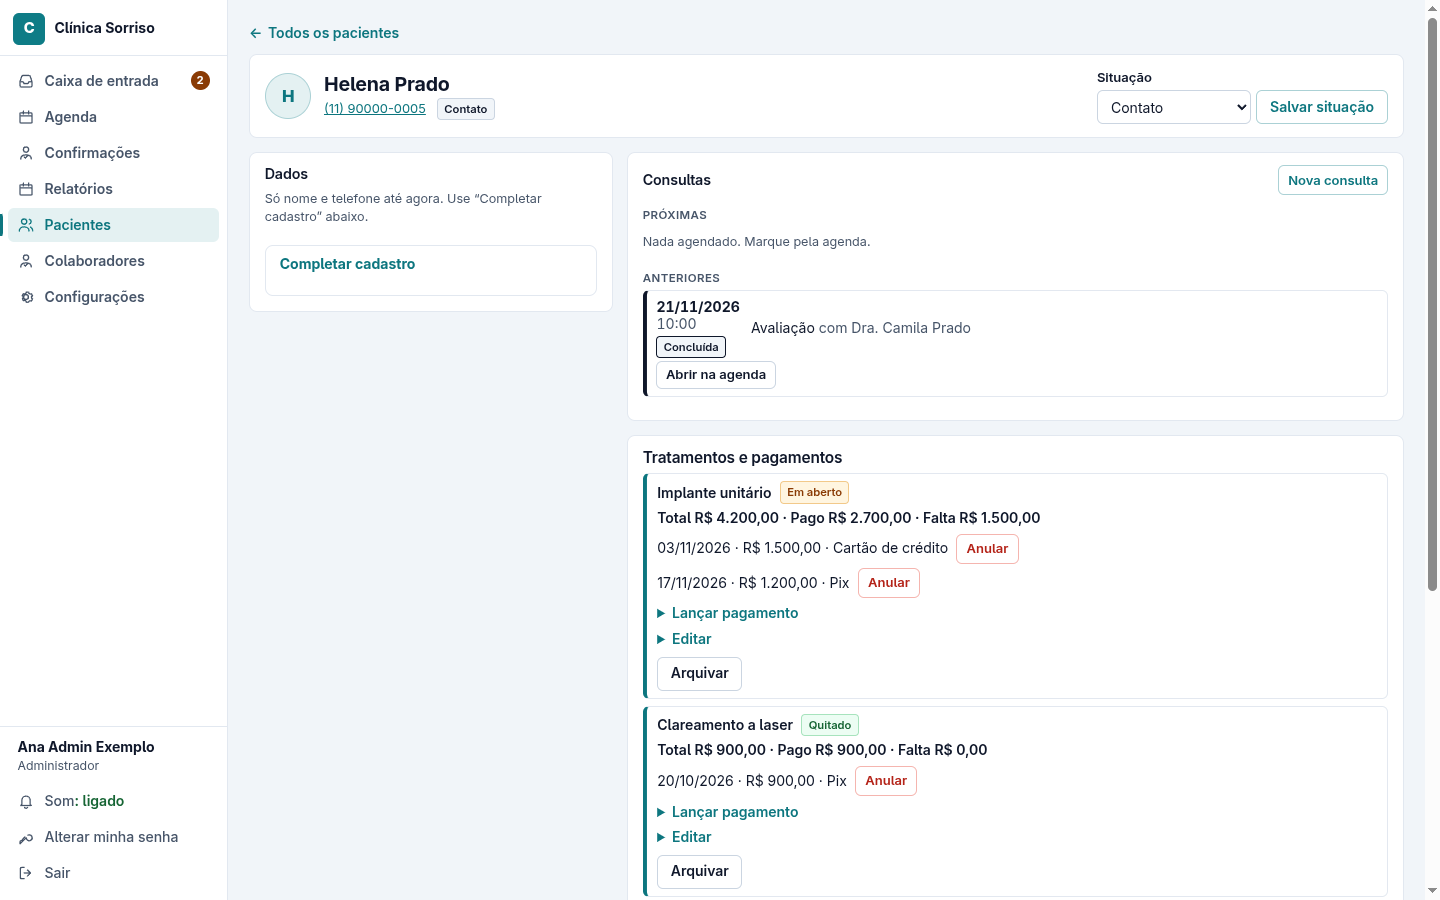 C Clínica Sorriso
Caixa de entrada 2
Agenda
Confirmações
Relatórios
Pacientes
Colaboradores
Configurações
Ana Admin Exemplo
Administrador
Som: ligado
Alterar minha senha
Sair
← Todos os pacientes
H
Helena Prado
(11) 90000-0005 Contato
Situação
Contato Salvar situação
Dados
Só nome e telefone até agora. Use “Completar
cadastro” abaixo.
Completar cadastro
Consultas Nova consulta
PRÓXIMAS
Nada agendado. Marque pela agenda.
ANTERIORES
21/11/2026
10:00
Avaliação com Dra. Camila Prado
Concluída
Abrir na agenda
Tratamentos e pagamentos
Implante unitário Em aberto
Total R$ 4.200,00 · Pago R$ 2.700,00 · Falta R$ 1.500,00
03/11/2026 · R$ 1.500,00 · Cartão de crédito Anular
17/11/2026 · R$ 1.200,00 · Pix Anular
▶ Lançar pagamento
▶ Editar
Arquivar
Clareamento a laser Quitado
Total R$ 900,00 · Pago R$ 900,00 · Falta R$ 0,00
20/10/2026 · R$ 900,00 · Pix Anular
▶ Lançar pagamento
▶ Editar
Arquivar